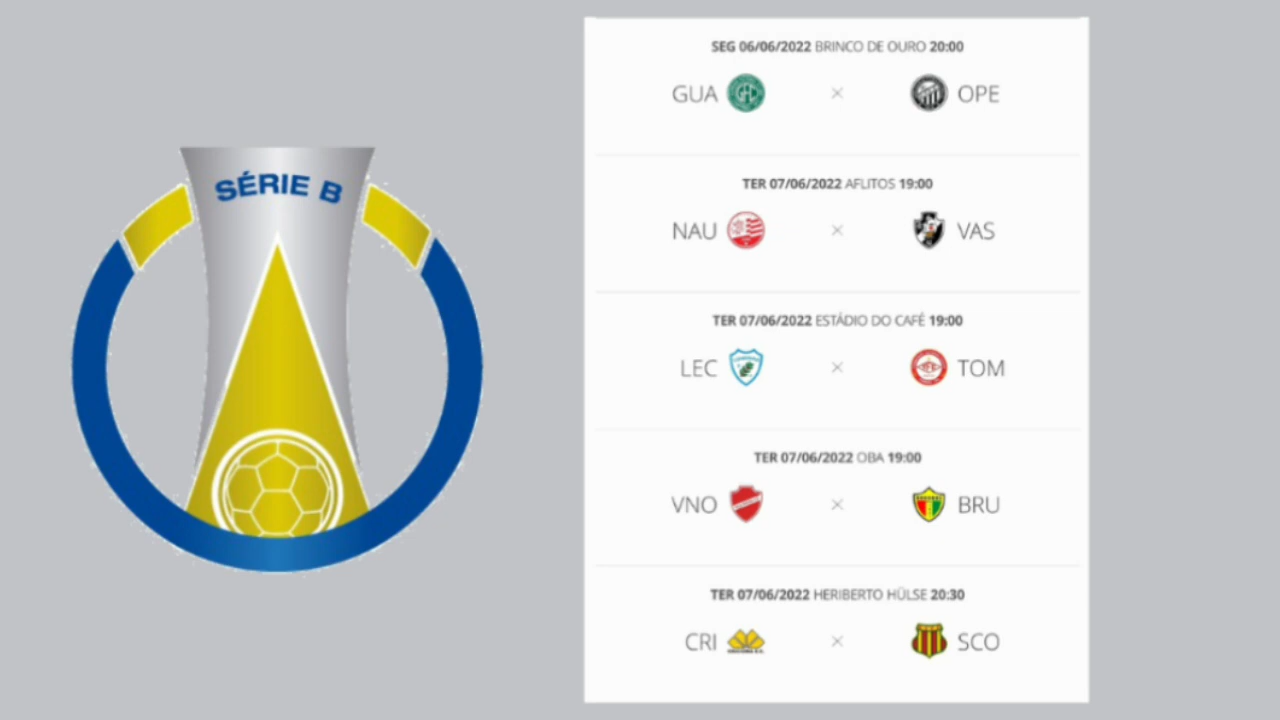 SÉRIE B
SEG 06/06/2022 BRINCO DE OURO 20:00
GUA × OPE
TER 07/06/2022 AFLITOS 19:00
NAU × VAS
TER 07/06/2022 ESTÁDIO DO CAFÉ 19:00
LEC × TOM
TER 07/06/2022 OBA 19:00
VNO × BRU
TER 07/06/2022 HERIBERTO HÜLSE 20:30
CRI × SCO